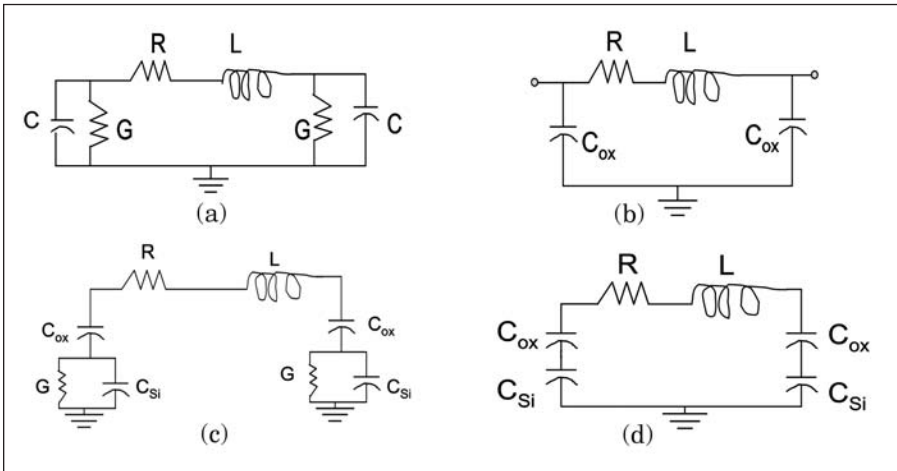 R L
C G G C
(a)
R L
Cox Cox
(b)
R L
Cox Cox
G CSi G CSi
(c)
R L
Cox Cox
CSi CSi
(d)